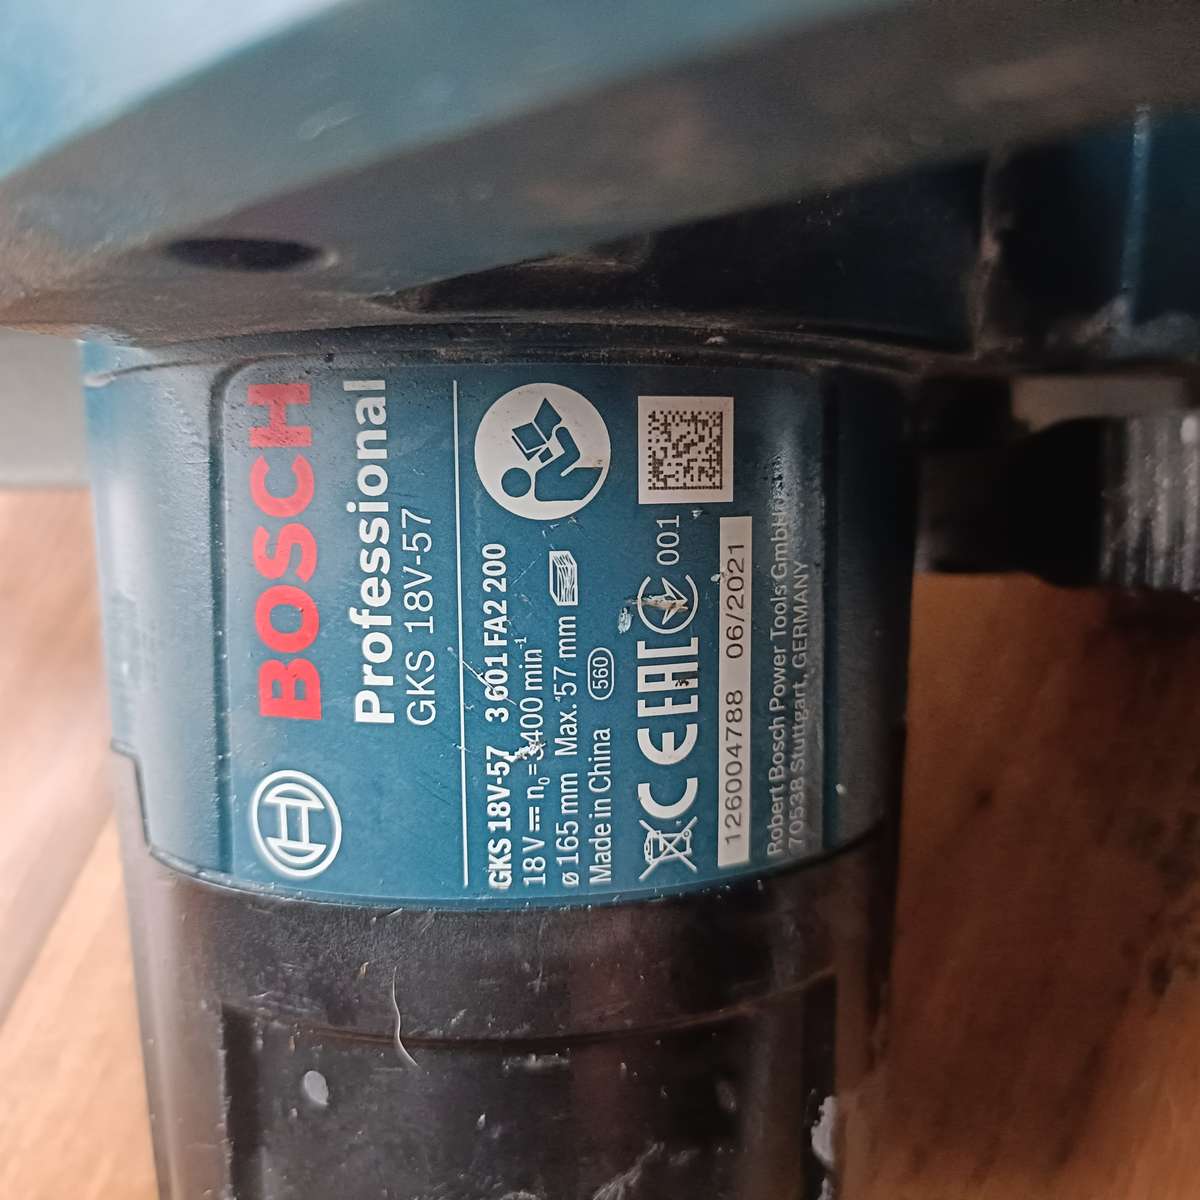 BOSCH
Professional
GKS 18V-57
GKS 18V-57 3 601 FA2 200
18 V n₀ = 3400 min⁻¹
ø 165 mm Max. 57 mm
Made in China 560
CE EAC 001
126004788 06/2021
Robert Bosch Power Tools GmbH
70538 Stuttgart, GERMANY